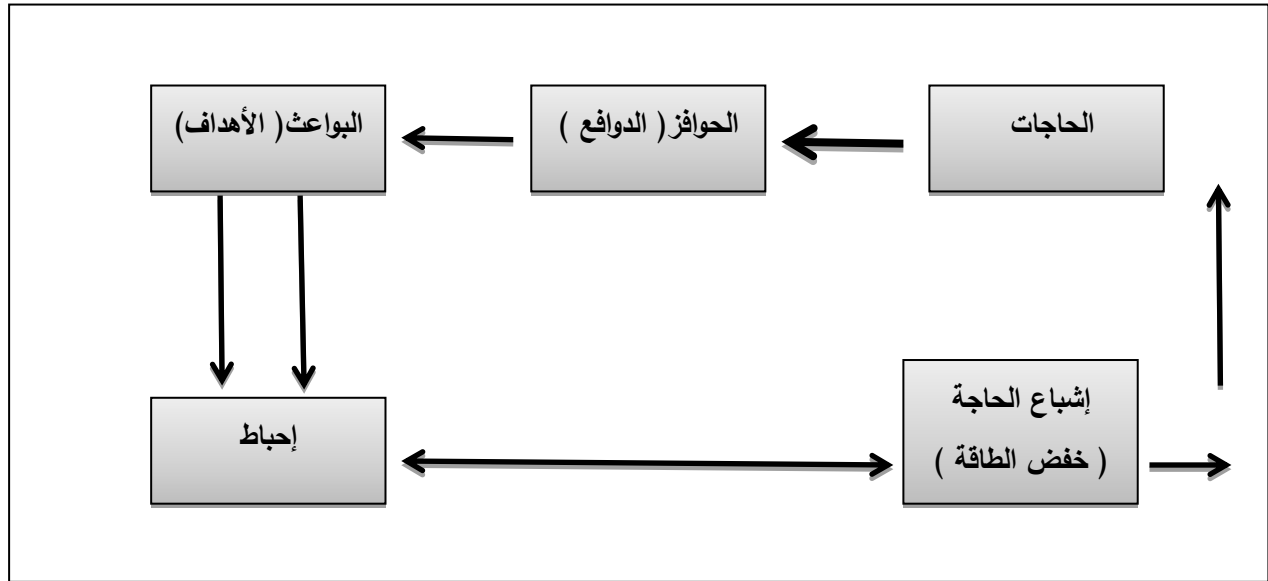 الحاجات
الحوافز( الدوافع )
البواعث( الأهداف)
إشباع الحاجة
( خفض الطاقة )
إحباط